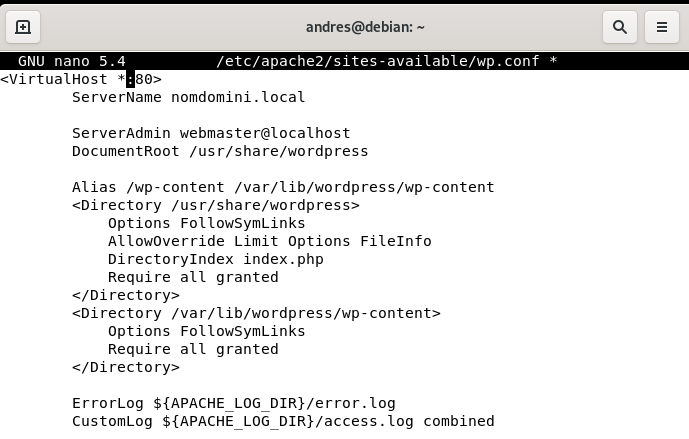 andres@debian: ~
GNU nano 5.4 /etc/apache2/sites-available/wp.conf *
<VirtualHost *:80>
ServerName nomdomini.local
ServerAdmin webmaster@localhost
DocumentRoot /usr/share/wordpress
Alias /wp-content /var/lib/wordpress/wp-content
<Directory /usr/share/wordpress>
Options FollowSymLinks
AllowOverride Limit Options FileInfo
DirectoryIndex index.php
Require all granted
</Directory>
<Directory /var/lib/wordpress/wp-content>
Options FollowSymLinks
Require all granted
</Directory>
ErrorLog ${APACHE_LOG_DIR}/error.log
CustomLog ${APACHE_LOG_DIR}/access.log combined